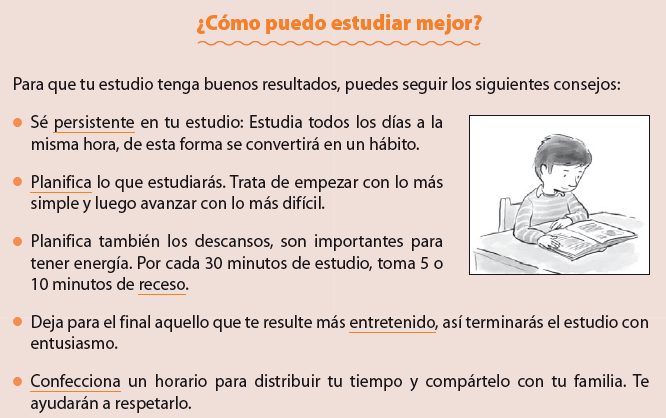 ¿Cómo puedo estudiar mejor?
Para que tu estudio tenga buenos resultados, puedes seguir los siguientes consejos:
• Sé persistente en tu estudio: Estudia todos los días a la
misma hora, de esta forma se convertirá en un hábito.
• Planifica lo que estudiarás. Trata de empezar con lo más
simple y luego avanzar con lo más difícil.
• Planifica también los descansos, son importantes para
tener energía. Por cada 30 minutos de estudio, toma 5 o
10 minutos de receso.
• Deja para el final aquello que te resulte más entretenido, así terminarás el estudio con
entusiasmo.
• Confecciona un horario para distribuir tu tiempo y compártelo con tu familia. Te
ayudarán a respetarlo.